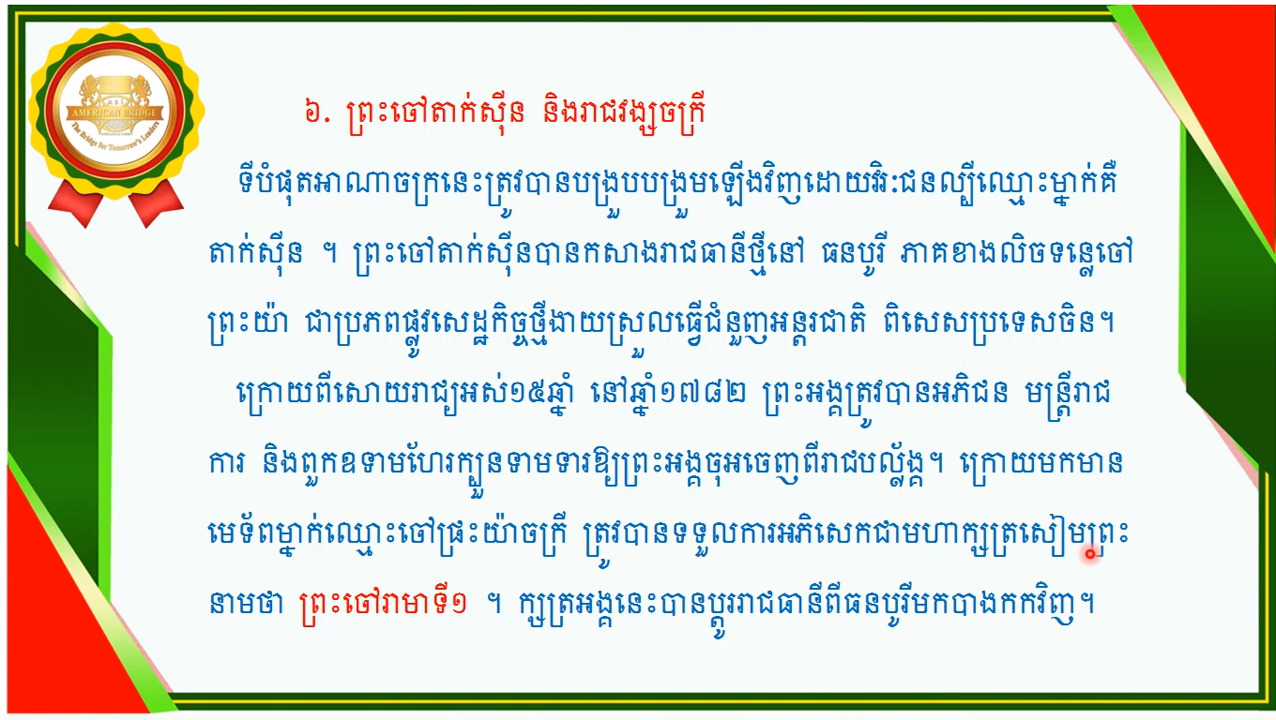 ASI
AMERICAN BRIDGE
The Bridge for Tomorrow's Leaders
៦. ព្រះចៅតាក់ស៊ីន និងរាជវង្សចក្រី
ទីបំផុតអាណាចក្រនេះត្រូវបានបង្រួបបង្រួមឡើងវិញដោយវីរ:ជនល្បីឈ្មោះម្នាក់គឺ
តាក់ស៊ីន ។ ព្រះចៅតាក់ស៊ីនបានកសាងរាជធានីថ្មីនៅ ធនបូរី ភាគខាងលិចទន្លេចៅ
ព្រះយ៉ា ជាប្រភពផ្លូវសេដ្ឋកិច្ចថ្មីងាយស្រួលធ្វើជំនួញអន្តរជាតិ ពិសេសប្រទេសចិន។
ក្រោយពីសោយរាជ្យអស់១៥ឆ្នាំ នៅឆ្នាំ១៧៨២ ព្រះអង្គត្រូវបានអភិជន មន្ត្រីរាជ
ការ និងពួកឧទាមហែរក្បួនទាមទារឱ្យព្រះអង្គចុអចេញពីរាជបល្ល័ង្គ។ ក្រោយមកមាន
មេទ័ពម្នាក់ឈ្មោះចៅផ្រះយ៉ាចក្រី ត្រូវបានទទួលការអភិសេកជាមហាក្សត្រសៀមព្រះ
នាមថា ព្រះចៅរាមាទី១ ។ ក្សត្រអង្គនេះបានប្តូររាជធានីពីធនបូរីមកបាងកកវិញ។